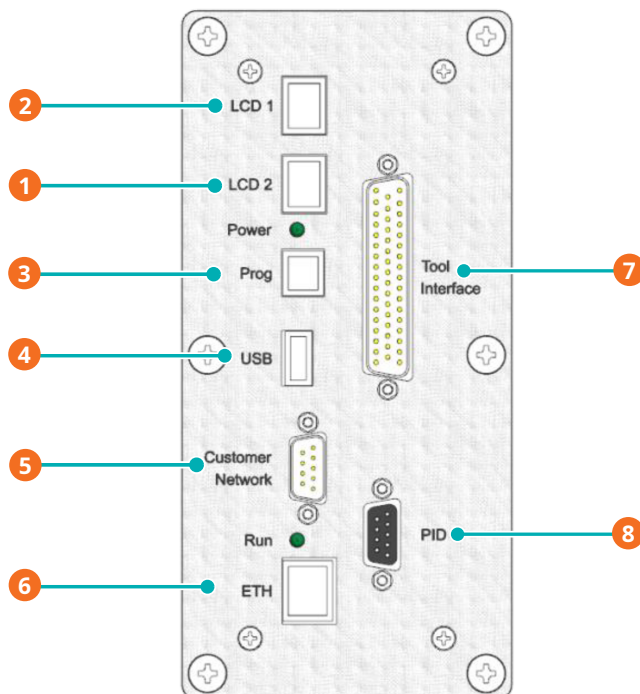 2
LCD 1
1
LCD 2
Power
3
Prog
Tool
Interface
7
4
USB
5
Customer
Network
Run
PID
8
6
ETH